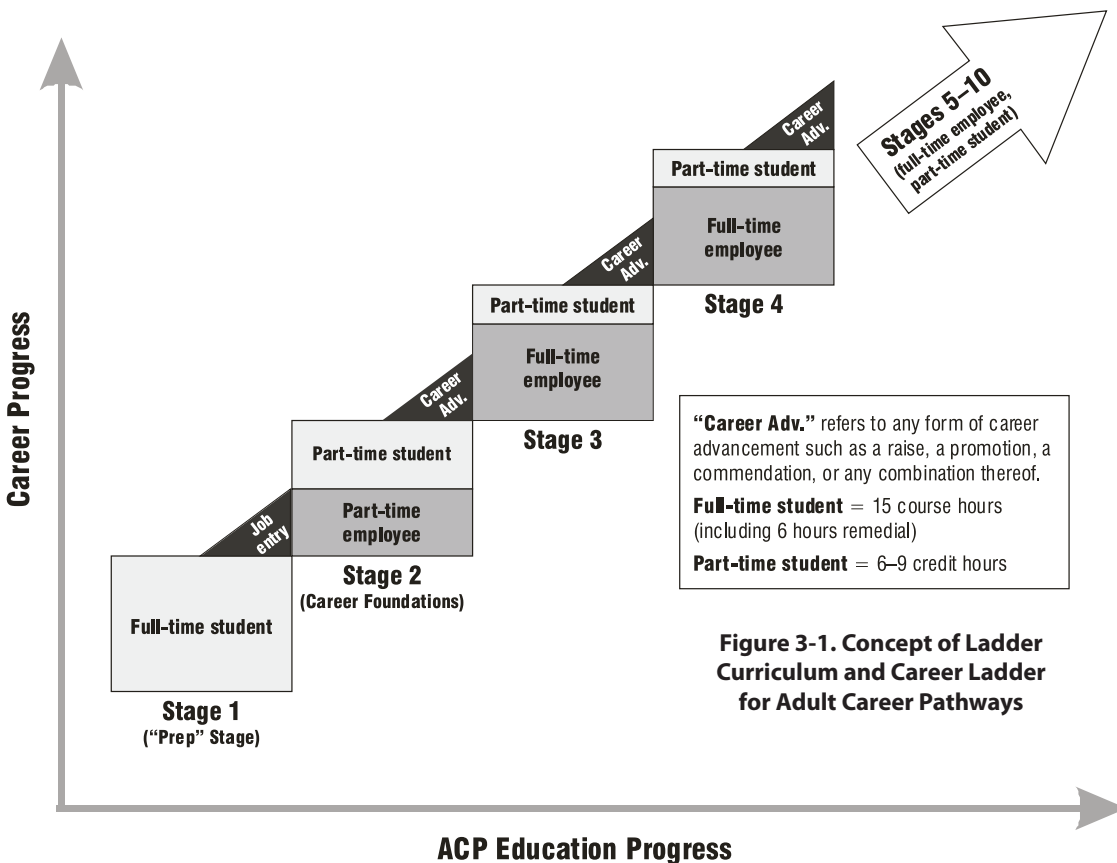 Career Progress
Stages 5–10
(full-time employee,
part-time student)
Career
Adv.
Part-time student
Full-time
employee
Stage 4
Career
Adv.
Part-time student
Full-time
employee
Stage 3
Career
Adv.
Part-time student
Part-time
employee
Stage 2
(Career Foundations)
Job
entry
Full-time student
Stage 1
(“Prep” Stage)
“Career Adv.” refers to any form of career
advancement such as a raise, a promotion, a
commendation, or any combination thereof.
Full-time student = 15 course hours
(including 6 hours remedial)
Part-time student = 6–9 credit hours
Figure 3-1. Concept of Ladder
Curriculum and Career Ladder
for Adult Career Pathways
ACP Education Progress